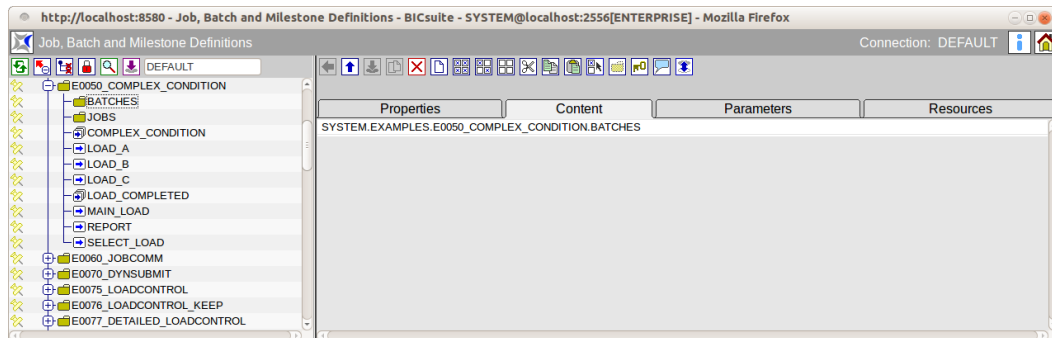 http://localhost:8580 - Job, Batch and Milestone Definitions - BICsuite - SYSTEM@localhost:2556[ENTERPRISE] - Mozilla Firefox
Job, Batch and Milestone Definitions
Connection: DEFAULT
DEFAULT
E0050_COMPLEX_CONDITION
BATCHES
JOBS
COMPLEX_CONDITION
LOAD_A
LOAD_B
LOAD_C
LOAD_COMPLETED
MAIN_LOAD
REPORT
SELECT_LOAD
E0060_JOBCOMM
E0070_DYNSUBMIT
E0075_LOADCONTROL
E0076_LOADCONTROL_KEEP
E0077_DETAILED_LOADCONTROL
Properties Content Parameters Resources
SYSTEM.EXAMPLES.E0050_COMPLEX_CONDITION.BATCHES